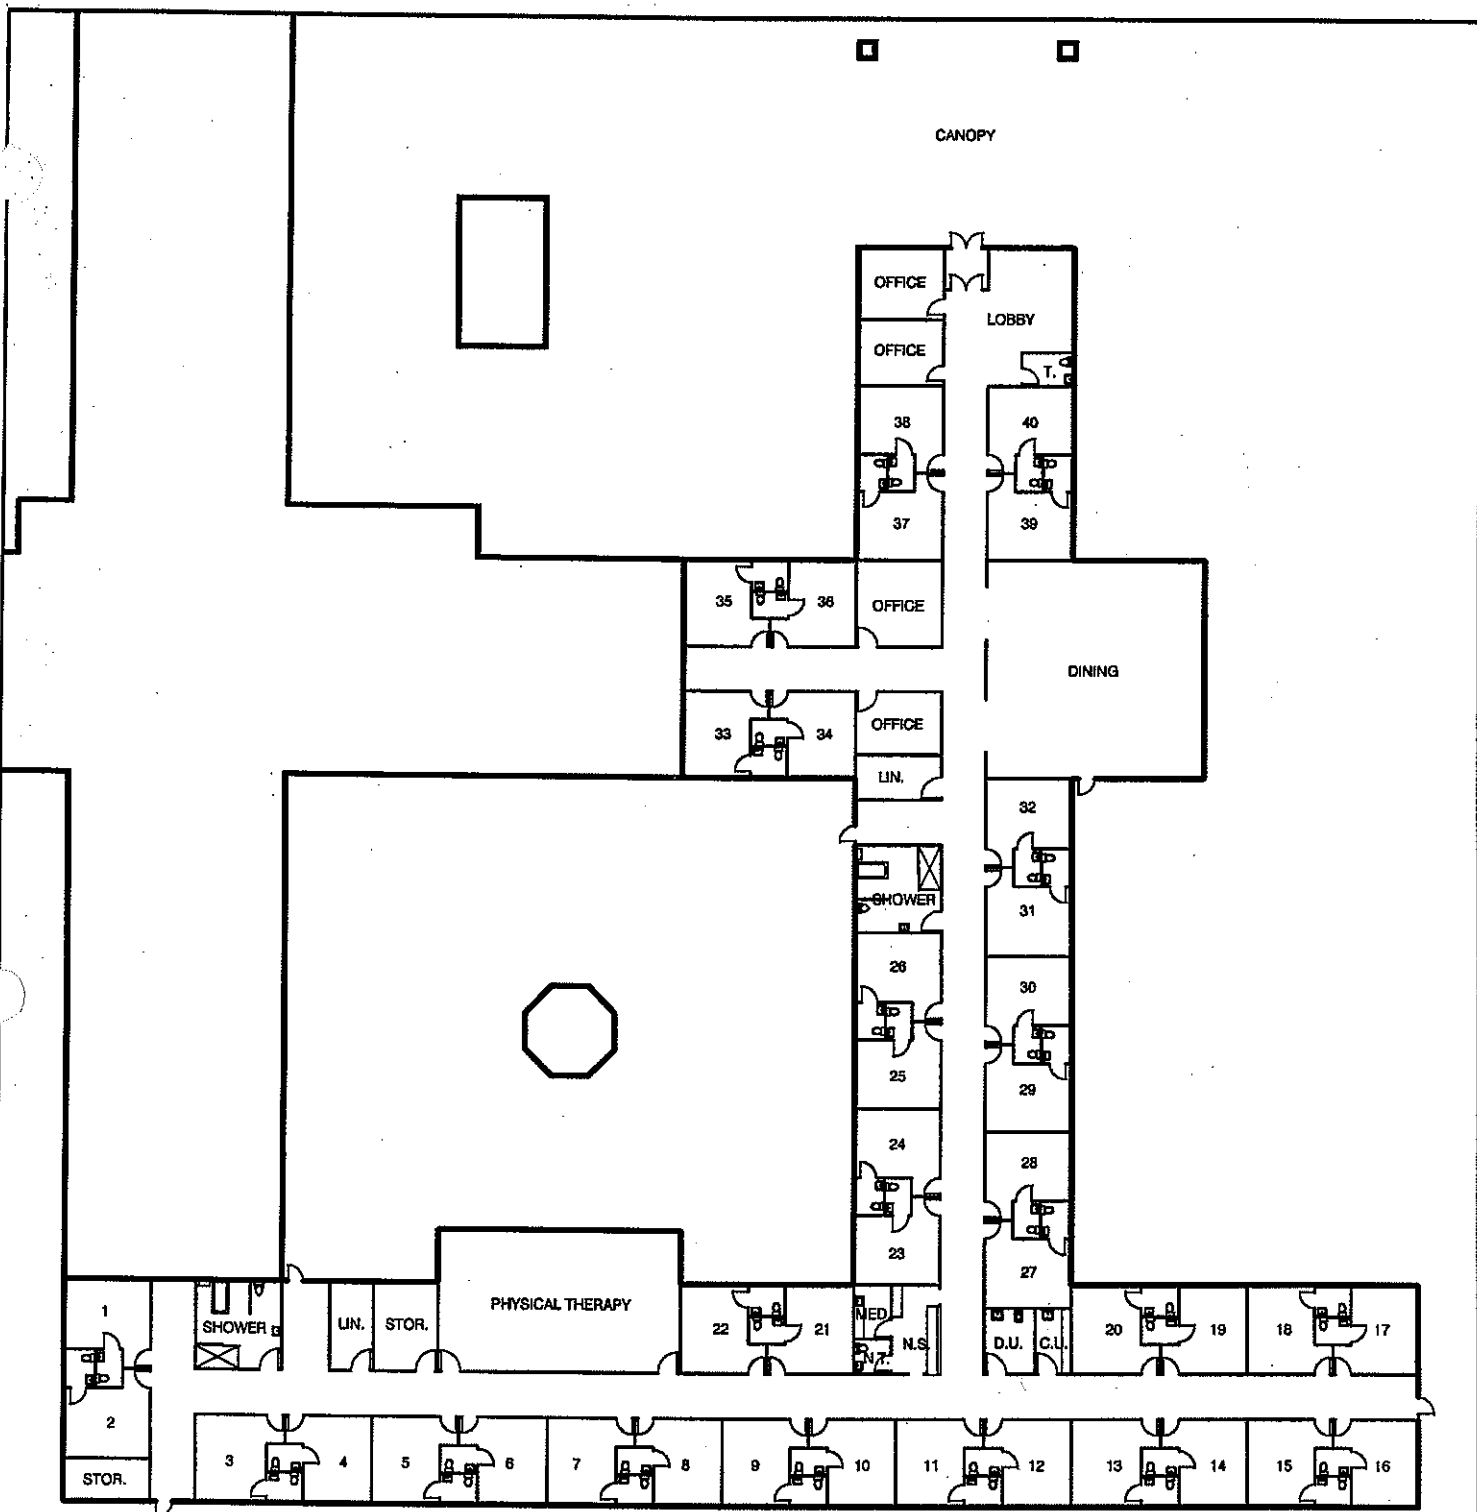 CANOPY
OFFICE
LOBBY
OFFICE
T.
38
40
37
39
35
36
OFFICE
DINING
33
34
OFFICE
LIN.
32
SHOWER
31
26
30
25
29
24
28
23
27
1
SHOWER
LIN.
STOR.
PHYSICAL THERAPY
22
21
MED
N.S.
N.T.
D.U.
C.U.
20
19
18
17
2
3
4
5
6
7
8
9
10
11
12
13
14
15
16
STOR.